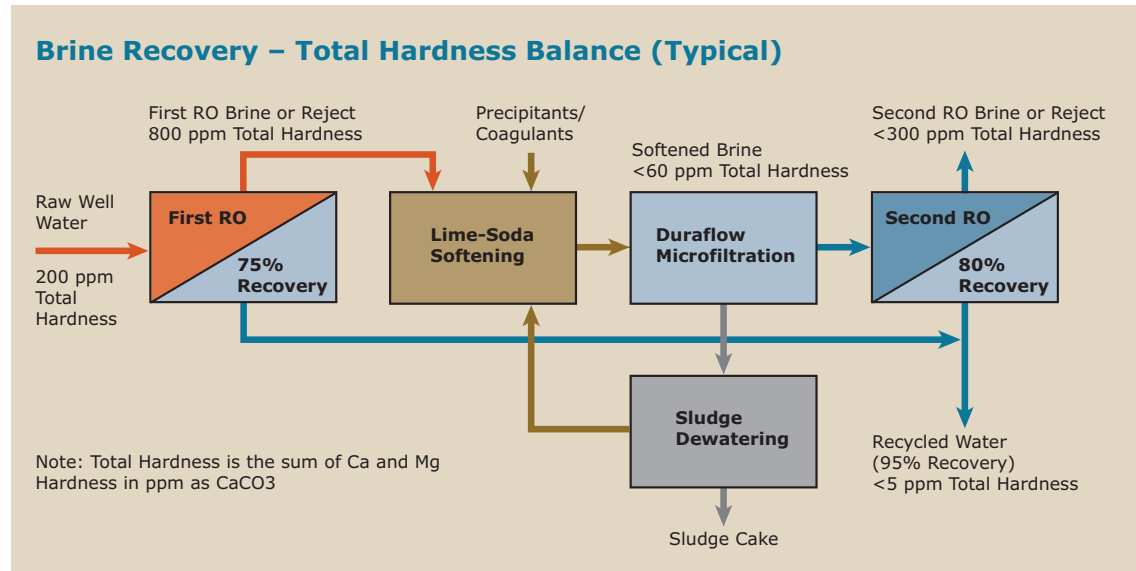 Brine Recovery – Total Hardness Balance (Typical)
First RO Brine or Reject
800 ppm Total Hardness
Precipitants/
Coagulants
Second RO Brine or Reject
<300 ppm Total Hardness
Softened Brine
<60 ppm Total Hardness
Raw Well
Water
200 ppm
Total
Hardness
First RO
75%
Recovery
Lime-Soda
Softening
Duraflow
Microfiltration
Second RO
80%
Recovery
Sludge
Dewatering
Recycled Water
(95% Recovery)
<5 ppm Total Hardness
Note: Total Hardness is the sum of Ca and Mg
Hardness in ppm as CaCO3
Sludge Cake